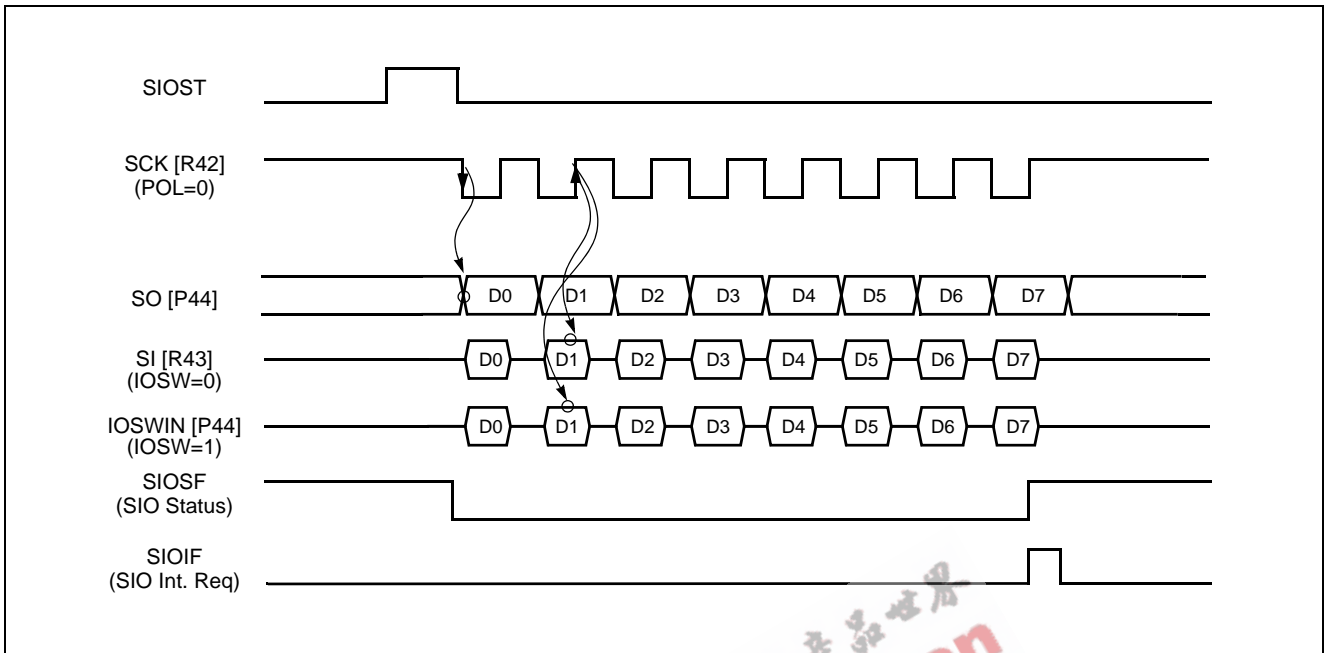 SIOST
SCK [R42]
(POL=0)
SO [P44]
D0 D1 D2 D3 D4 D5 D6 D7
SI [R43]
(IOSW=0)
D0 D1 D2 D3 D4 D5 D6 D7
IOSWIN [P44]
(IOSW=1)
D0 D1 D2 D3 D4 D5 D6 D7
SIOSF
(SIO Status)
SIOIF
(SIO Int. Req)